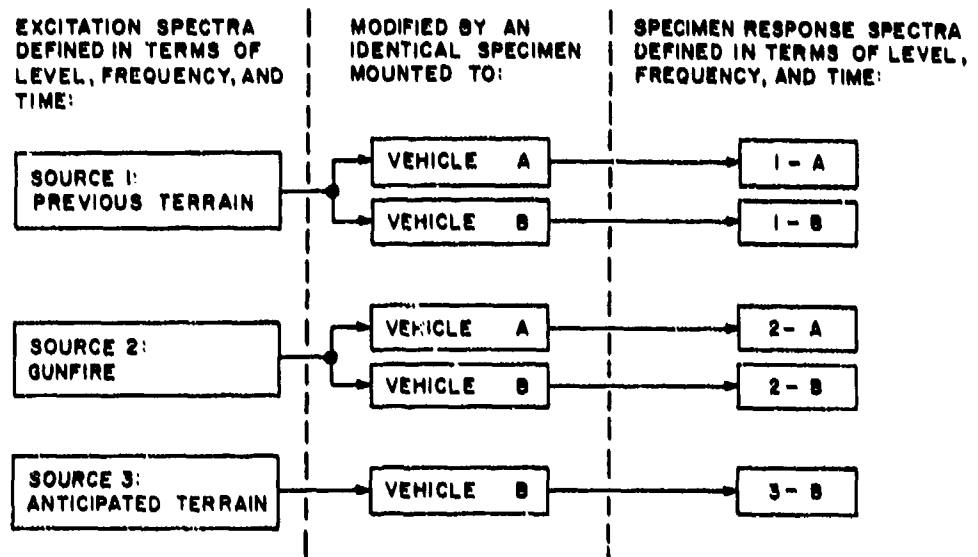 EXCITATION SPECTRA
DEFINED IN TERMS OF
LEVEL, FREQUENCY, AND
TIME:
MODIFIED BY AN
IDENTICAL SPECIMEN
MOUNTED TO:
SPECIMEN RESPONSE SPECTRA
DEFINED IN TERMS OF LEVEL,
FREQUENCY, AND TIME:
SOURCE 1:
PREVIOUS TERRAIN
VEHICLE A
1 - A
VEHICLE B
1 - B
SOURCE 2:
GUNFIRE
VEHICLE A
2 - A
VEHICLE B
2 - B
SOURCE 3:
ANTICIPATED TERRAIN
VEHICLE B
3 - B